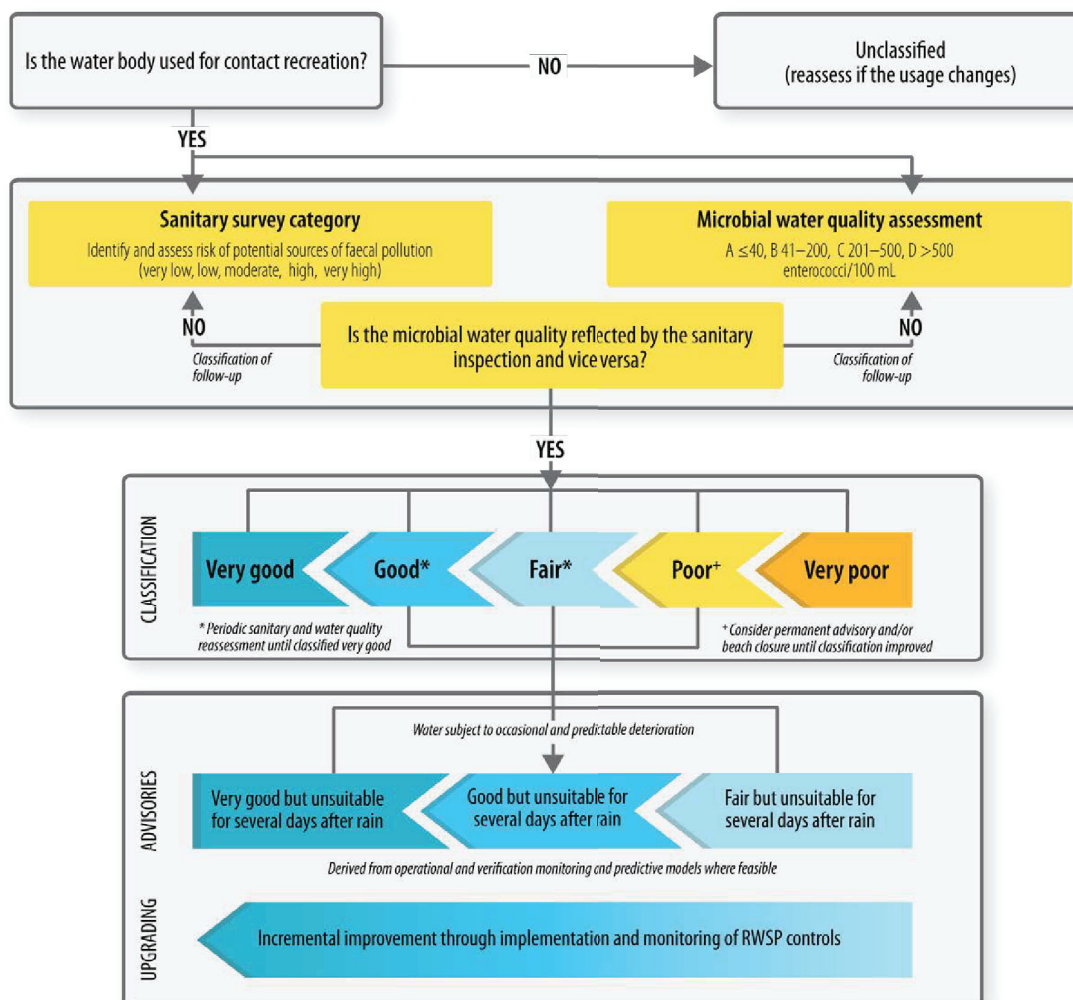 Is the water body used for contact recreation?
NO
Unclassified
(reassess if the usage changes)
YES
Sanitary survey category
Identify and assess risk of potential sources of faecal pollution
(very low, low, moderate, high, very high)
Microbial water quality assessment
A ≤40, B 41–200, C 201–500, D >500
enterococci/100 mL
NO
Classification of
follow-up
Is the microbial water quality reflected by the sanitary
inspection and vice versa?
NO
Classification of
follow-up
YES
CLASSIFICATION
Very good
Good*
Fair*
Poor+
Very poor
* Periodic sanitary and water quality
reassessment until classified very good
+ Consider permanent advisory and/or
beach closure until classification improved
ADVISORIES
Water subject to occasional and predictable deterioration
Very good but unsuitable
for several days after rain
Good but unsuitable for
several days after rain
Fair but unsuitable for
several days after rain
Derived from operational and verification monitoring and predictive models where feasible
UPGRADING
Incremental improvement through implementation and monitoring of RWSP controls